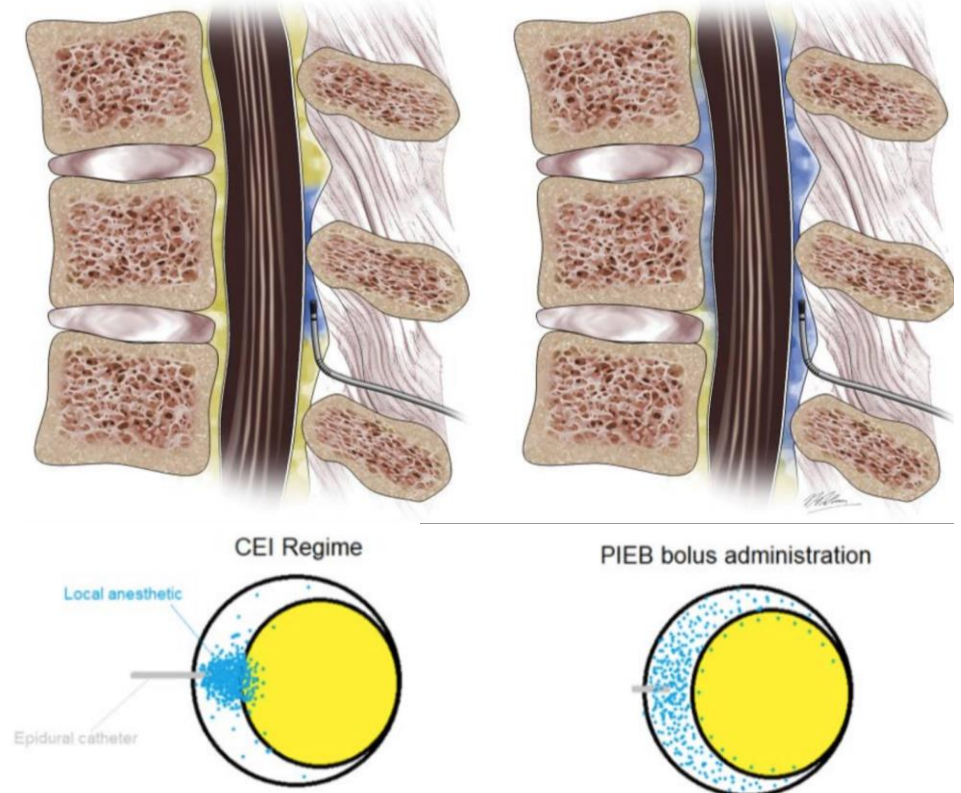 CEI Regime
PIEB bolus administration
Local anesthetic
Epidural catheter